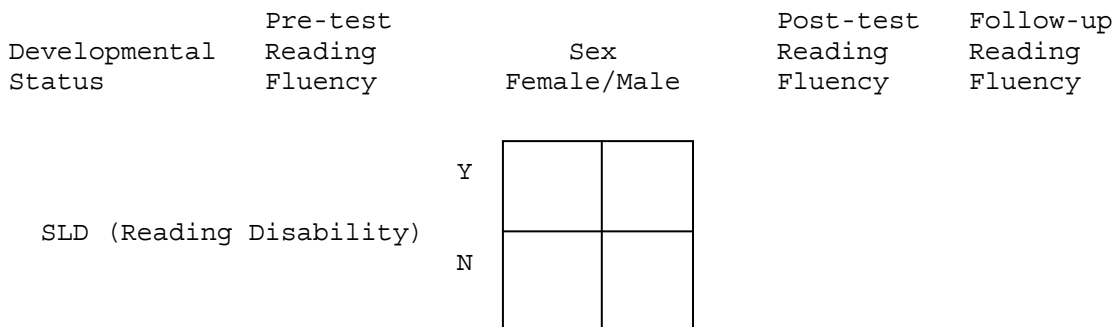 Pre-test Post-test Follow-up
Developmental Reading Sex Reading Reading
Status Fluency Female/Male Fluency Fluency
Y
SLD (Reading Disability)
N